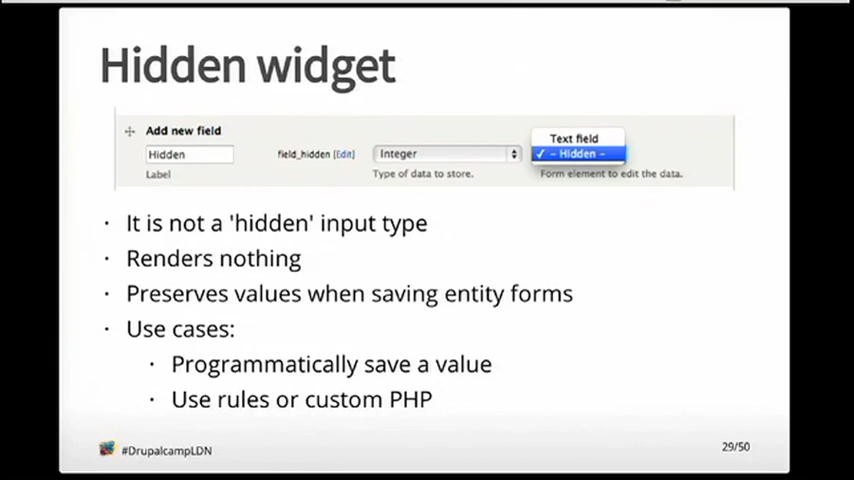 Hidden widget
Add new field
Hidden
field_hidden [Edit]
Integer
Text field
✓ – Hidden –
Label
Type of data to store.
Form element to edit the data.
· It is not a 'hidden' input type
· Renders nothing
· Preserves values when saving entity forms
· Use cases:
· Programmatically save a value
· Use rules or custom PHP
#DrupalcampLDN
29/50